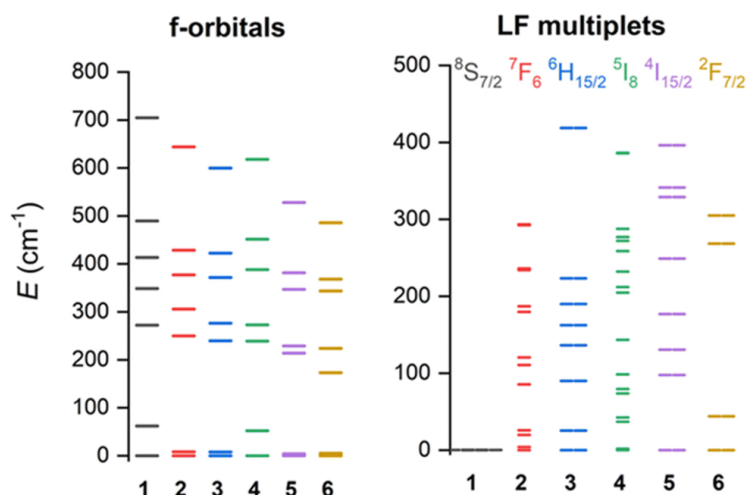 f-orbitals
E (cm⁻¹)
800
700
600
500
400
300
200
100
0
1 2 3 4 5 6
LF multiplets
500
400
300
200
100
0
⁸S₇/₂ ⁷F₆ ⁶H₁₅/₂ ⁵I₈ ⁴I₁₅/₂ ²F₇/₂
1 2 3 4 5 6